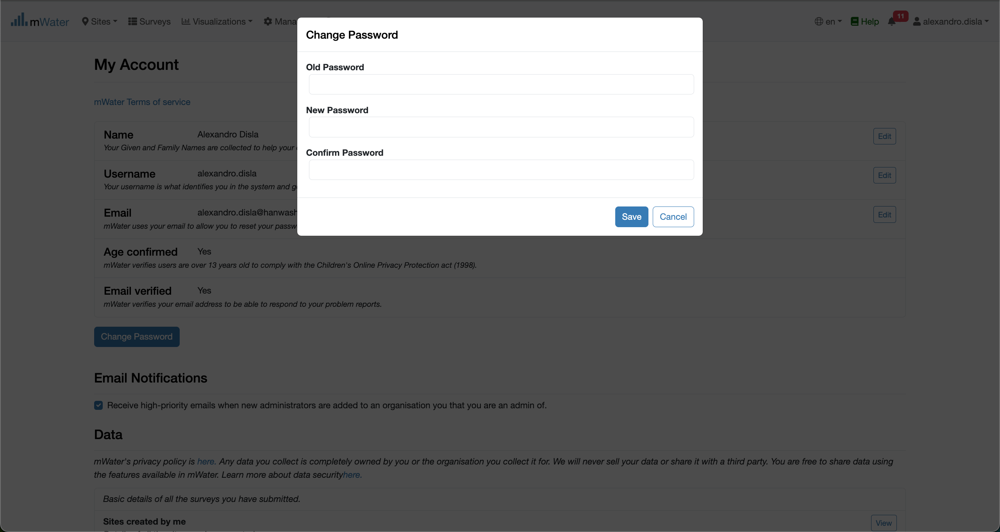 mWater Sites Surveys Visualizations en Help 11 alexandro.disla
Change Password
Old Password
New Password
Confirm Password
Save Cancel
My Account
mWater Terms of service
Name Alexandro Disla Edit
Your Given and Family Names are collected to help your
Username alexandro.disla Edit
Your username is what identifies you in the system and
Email alexandro.disla@hanwash Edit
mWater uses your email to allow you to reset your passw
Age confirmed Yes
mWater verifies users are over 13 years old to comply with the Children's Online Privacy Protection act (1998).
Email verified Yes
mWater verifies your email address to be able to respond to your problem reports.
Change Password
Email Notifications
Receive high-priority emails when new administrators are added to an organisation you that you are an admin of.
Data
mWater's privacy policy is here. Any data you collect is completely owned by you or the organisation you collect it for. We will never sell your data or share it with a third party. You are free to share data using
the features available in mWater. Learn more about data securityhere.
Basic details of all the surveys you have submitted.
Sites created by me View